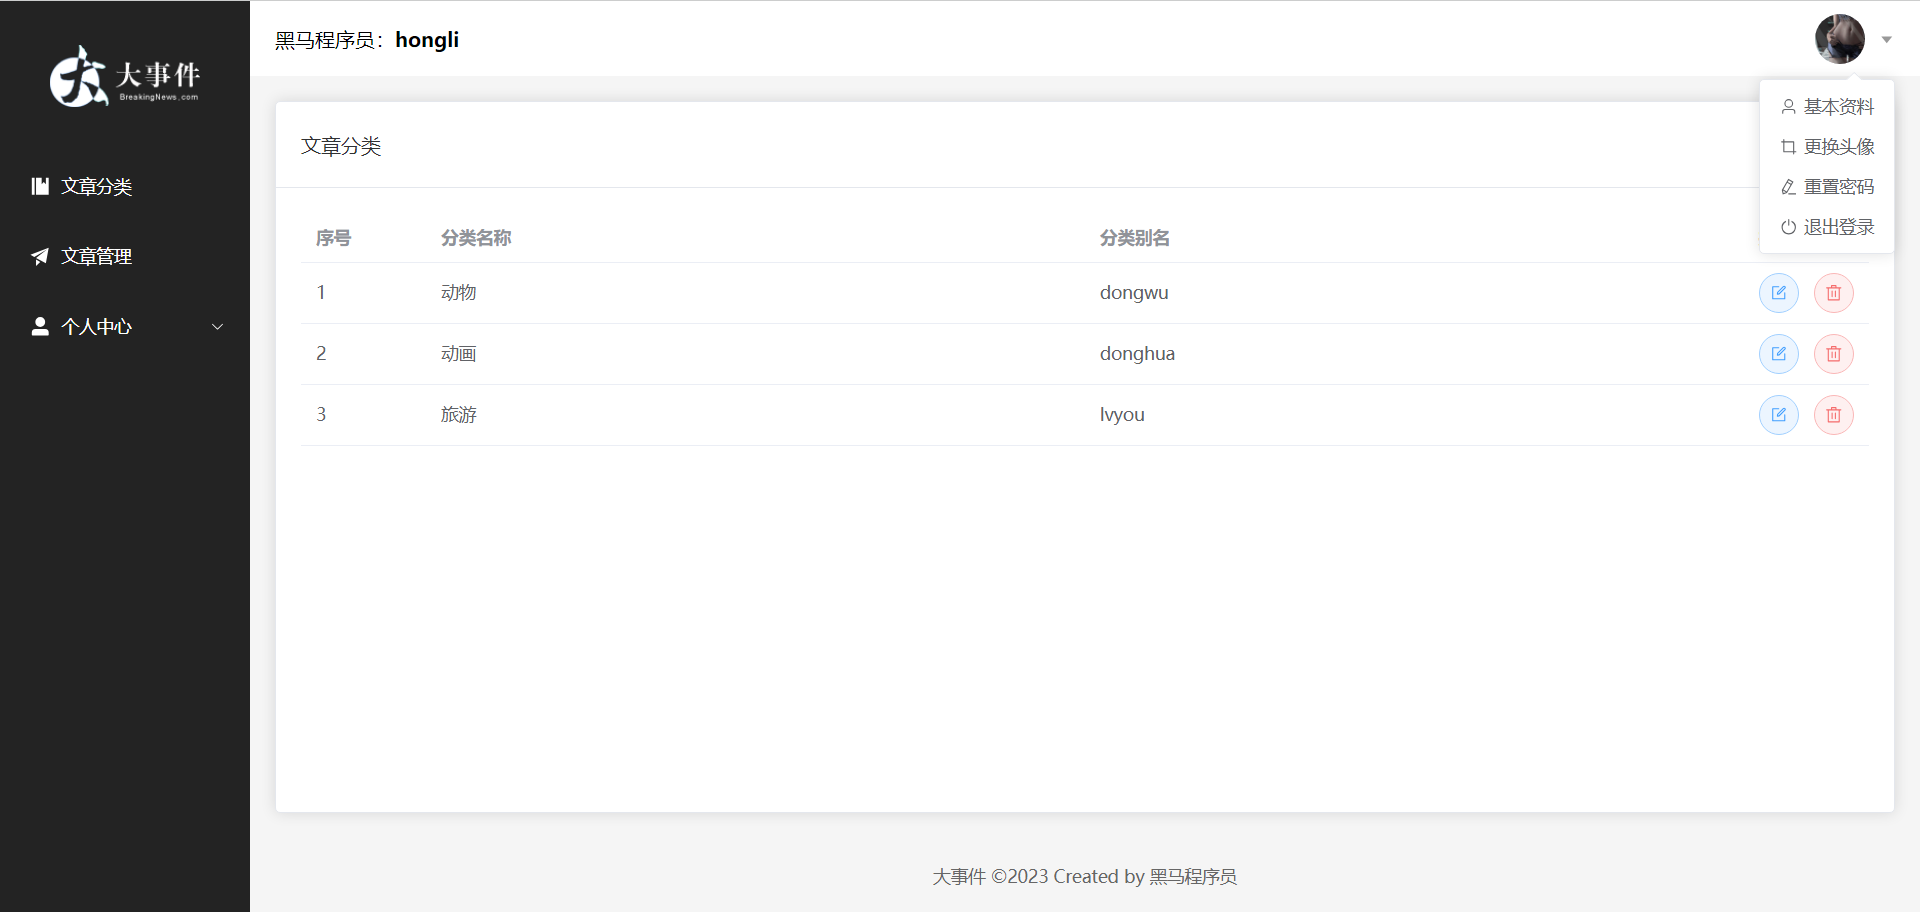 大事件
BreakingNews.com
文章分类
文章管理
个人中心
黑马程序员：hongli
基本资料
更换头像
重置密码
退出登录
文章分类
序号 分类名称 分类别名
1 动物 dongwu
2 动画 donghua
3 旅游 lvyou
大事件 ©2023 Created by 黑马程序员